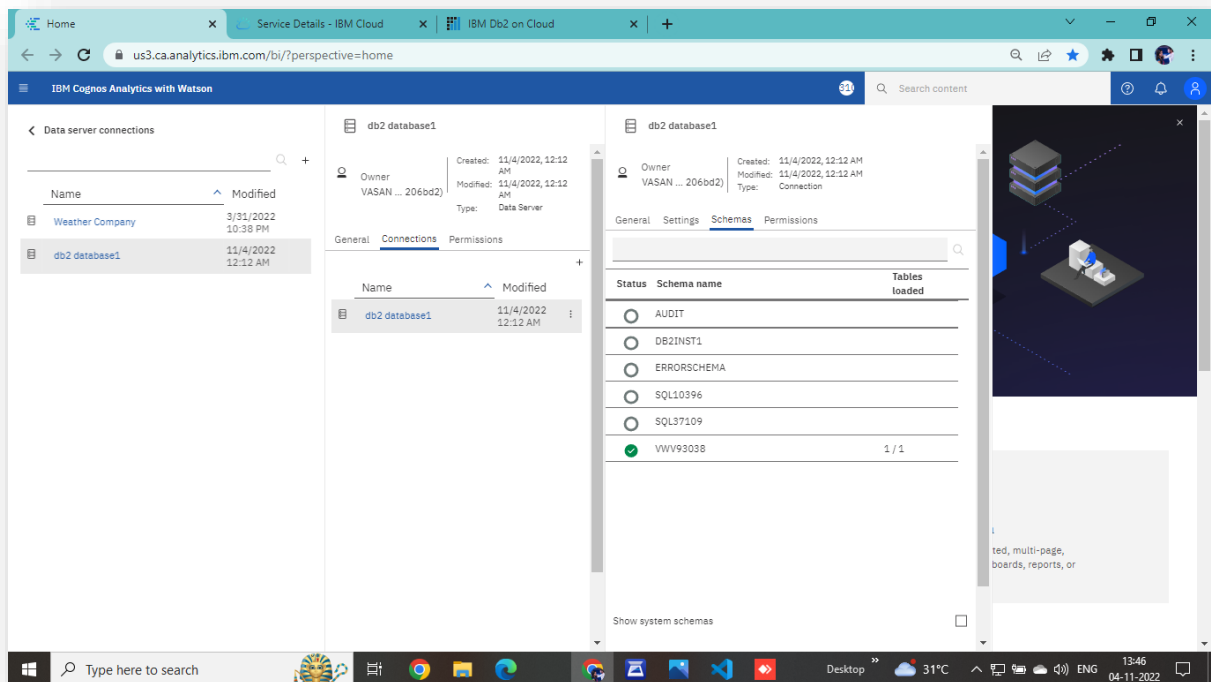 Home
Service Details - IBM Cloud
IBM Db2 on Cloud
us3.ca.analytics.ibm.com/bi/?perspective=home
IBM Cognos Analytics with Watson
Search content
Data server connections
Name Modified
Weather Company 3/31/2022
10:38 PM
db2 database1 11/4/2022
12:12 AM
db2 database1
Owner
VASAN ... 206bd2)
Created: 11/4/2022, 12:12
AM
Modified: 11/4/2022, 12:12
AM
Type: Data Server
General Connections Permissions
Name Modified
db2 database1 11/4/2022
12:12 AM
db2 database1
Owner
VASAN ... 206bd2)
Created: 11/4/2022, 12:12 AM
Modified: 11/4/2022, 12:12 AM
Type: Connection
General Settings Schemas Permissions
Status Schema name Tables
loaded
AUDIT
DB2INST1
ERRORSCHEMA
SQL10396
SQL37109
VWV93038 1 / 1
Show system schemas
ted, multi-page,
boards, reports, or
Type here to search
Desktop
31°C
ENG
13:46
04-11-2022